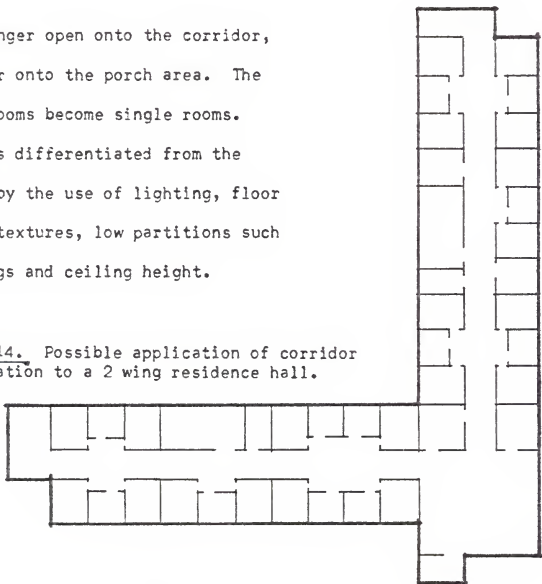 nger open onto the corridor,
r onto the porch area. The
ooms become single rooms.
s differentiated from the
by the use of lighting, floor
textures, low partitions such
gs and ceiling height.
14. Possible application of corridor
ation to a 2 wing residence hall.